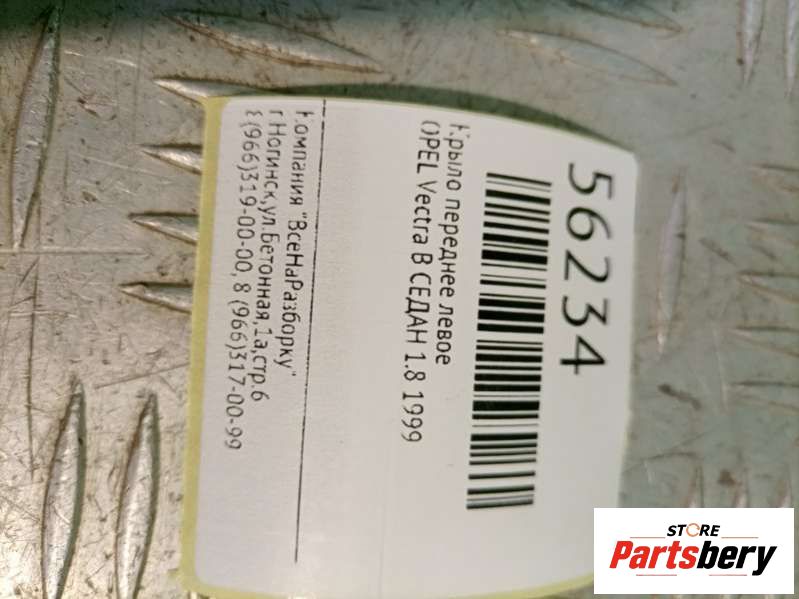 56234
Крыло переднее левое
OPEL Vectra B СЕДАН 1.8 1999
Компания "ВсеНаРазборку"
г.Ногинск,ул.Бетонная,1а,стр.6
8(966)319-00-00, 8 (966)317-00-99
STORE
Partsbery